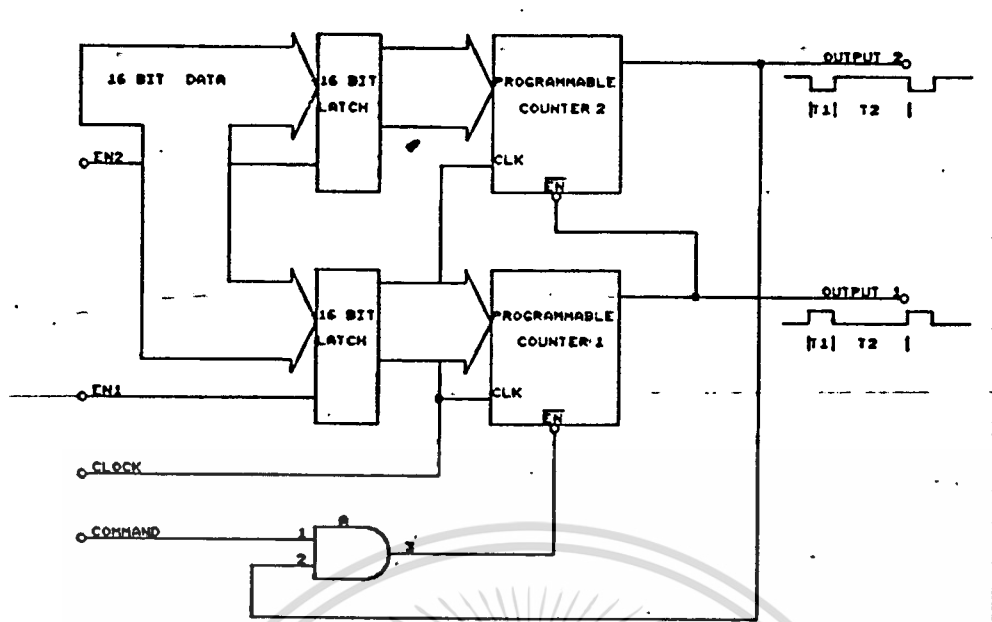 OUTPUT 2
16 BIT DATA
16 BIT
LATCH
PROGRAMMABLE
COUNTER 2
|T1| T2 |
EN2
CLK
EN
OUTPUT 1
16 BIT
LATCH
PROGRAMMABLE
COUNTER 1
|T1| T2 |
EN1
CLK
EN
CLOCK
COMMAND
1
2
3